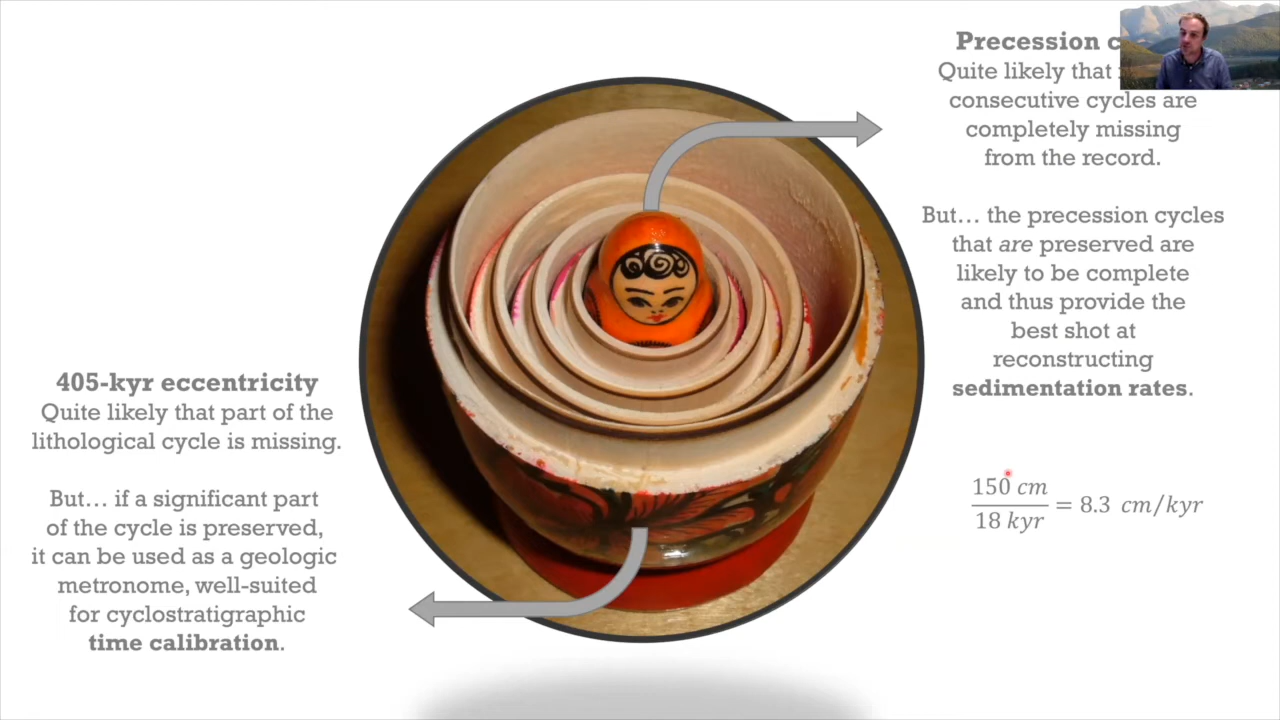 Precession c
Quite likely that
consecutive cycles are
completely missing
from the record.
But… the precession cycles
that are preserved are
likely to be complete
and thus provide the
best shot at
reconstructing
sedimentation rates.
150 cm
18 kyr
= 8.3 cm/kyr
405-kyr eccentricity
Quite likely that part of the
lithological cycle is missing.
But… if a significant part
of the cycle is preserved,
it can be used as a geologic
metronome, well-suited
for cyclostratigraphic
time calibration.